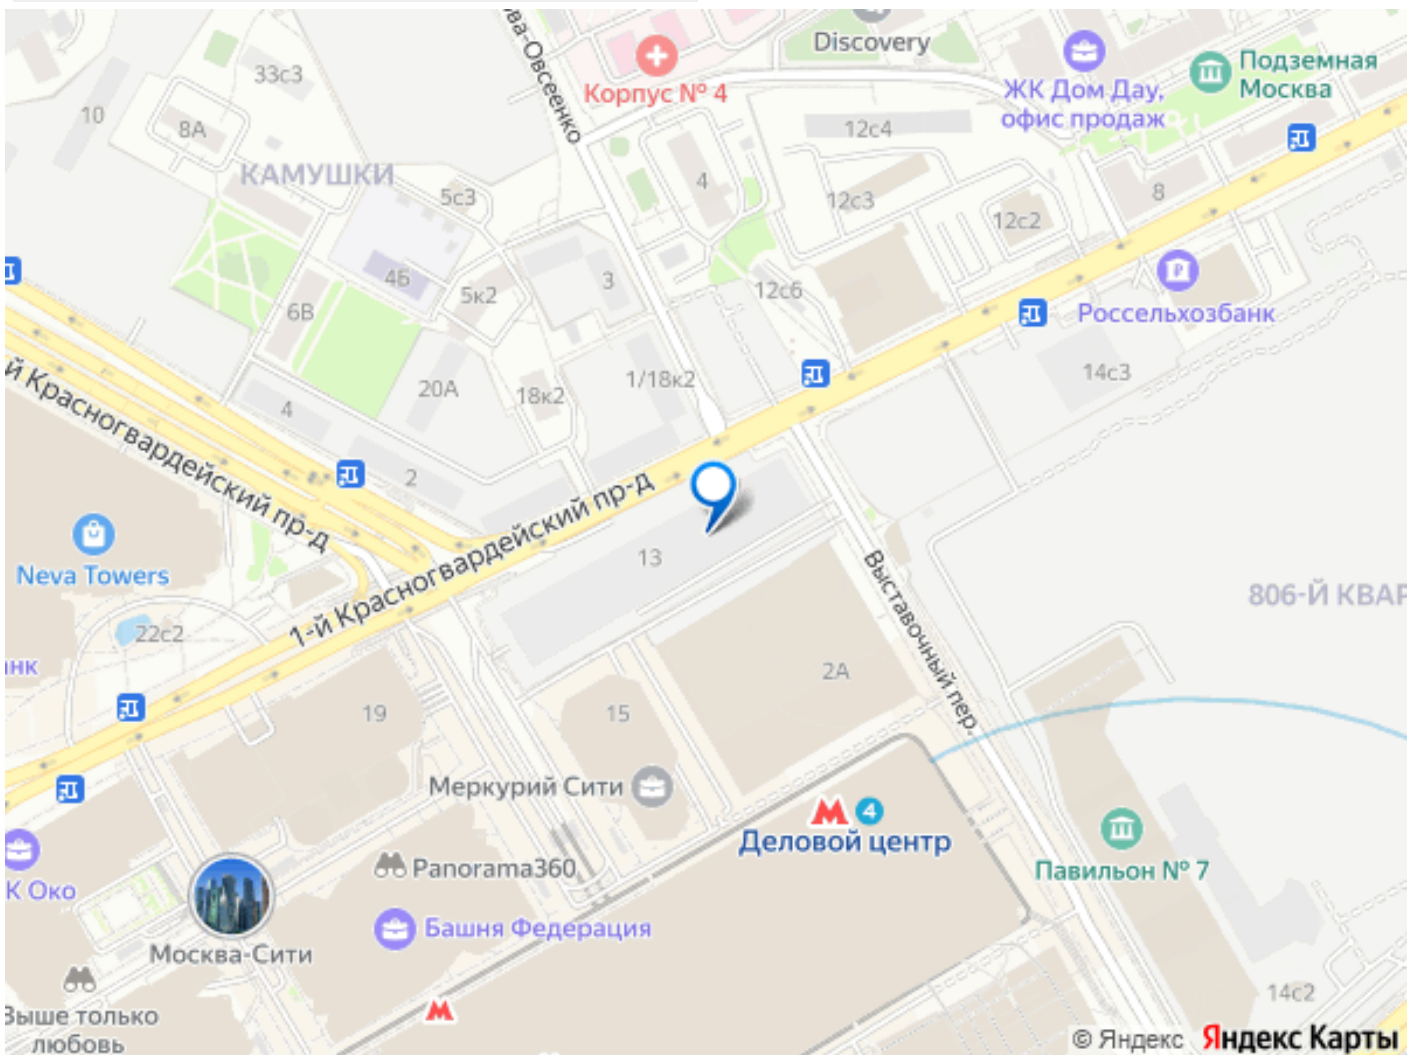 ва-Овсеенко
Discovery
Корпус № 4
ЖК Дом Дау,
офис продаж
Подземная
Москва
33с3
10
8А
КАМУШКИ
12с4
4
5с3
12с3
12с2
8
4Б
5к2
3
12с6
6В
Россельхозбанк
20А
18к2
1/18к2
14с3
4
2
й Красногвардейский пр-д
1-й Красногвардейский пр-д
13
Neva Towers
22с2
Выставочный пер.
806-Й КВАР
2А
нк
19
15
Меркурий Сити
4
Деловой центр
Павильон № 7
К Око
Panorama360
Башня Федерация
Москва-Сити
Выше только
любовь
14с2
© Яндекс Яндекс Карты